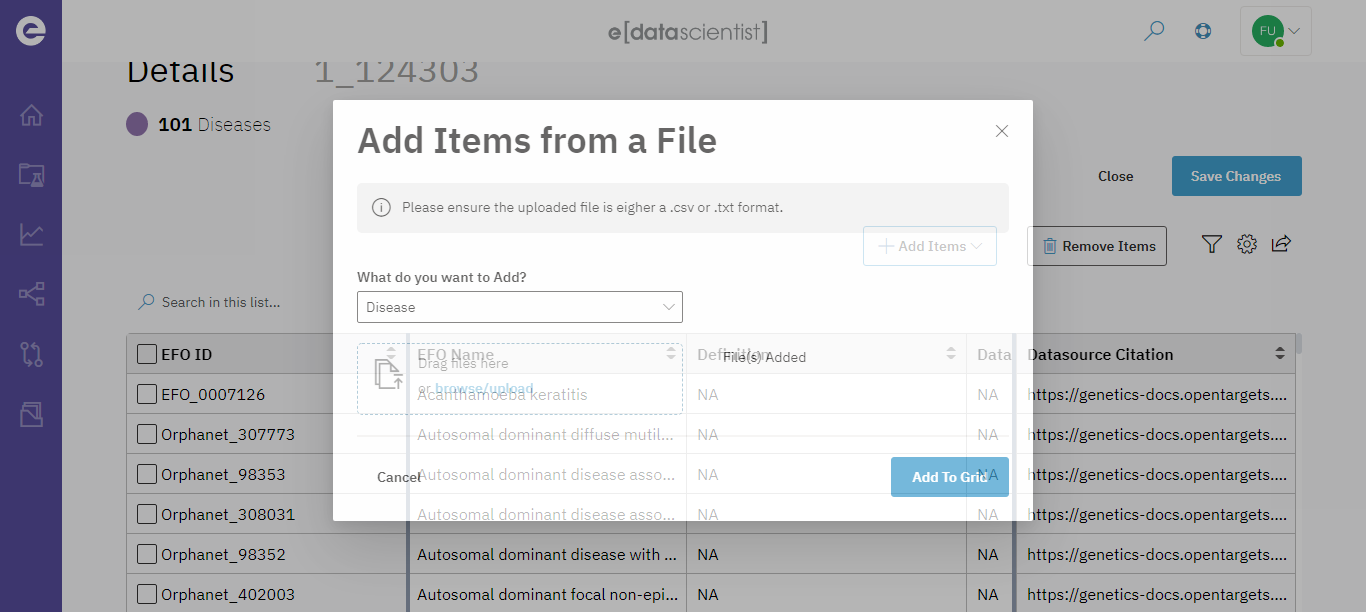 e[datascientist]
FU
Details 1_124303
101 Diseases
Add Items from a File
Close
Save Changes
Please ensure the uploaded file is eigher a .csv or .txt format.
Add Items
Remove Items
What do you want to Add?
Disease
Search in this list...
EFO ID
EFO Name
Definition
Data
Datasource Citation
Drag files here
or browse/upload
File(s) Added
EFO_0007126
Acanthamoeba keratitis
NA
NA
https://genetics-docs.opentargets....
Orphanet_307773
Autosomal dominant diffuse mutil...
NA
NA
https://genetics-docs.opentargets....
Orphanet_98353
Autosomal dominant disease asso...
NA
NA
https://genetics-docs.opentargets....
Cancel
Add To Grid
Orphanet_308031
Autosomal dominant disease asso...
NA
NA
https://genetics-docs.opentargets....
Orphanet_98352
Autosomal dominant disease with ...
NA
NA
https://genetics-docs.opentargets....
Orphanet_402003
Autosomal dominant focal non-epi...
NA
NA
https://genetics-docs.opentargets....